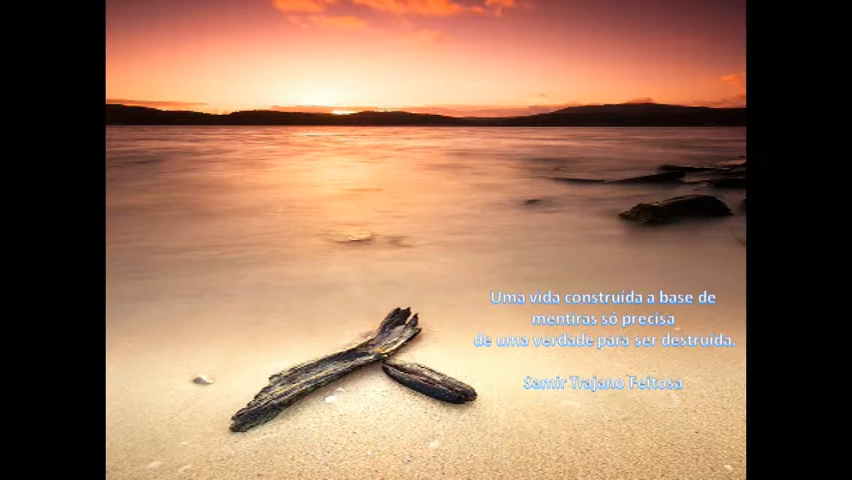 Uma vida construída a base de
mentiras só precisa
de uma verdade para ser destruída.
Samir Trajano Feitosa